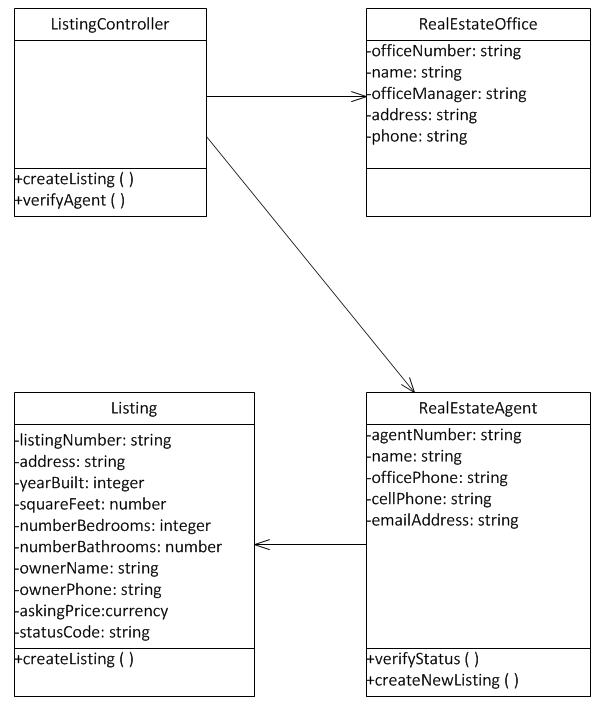 ListingController
+createListing ( )
+verifyAgent ( )
RealEstateOffice
-officeNumber: string
-name: string
-officeManager: string
-address: string
-phone: string
Listing
-listingNumber: string
-address: string
-yearBuilt: integer
-squareFeet: number
-numberBedrooms: integer
-numberBathrooms: number
-ownerName: string
-ownerPhone: string
-askingPrice:currency
-statusCode: string
+createListing ( )
RealEstateAgent
-agentNumber: string
-name: string
-officePhone: string
-cellPhone: string
-emailAddress: string
+verifyStatus ( )
+createNewListing ( )